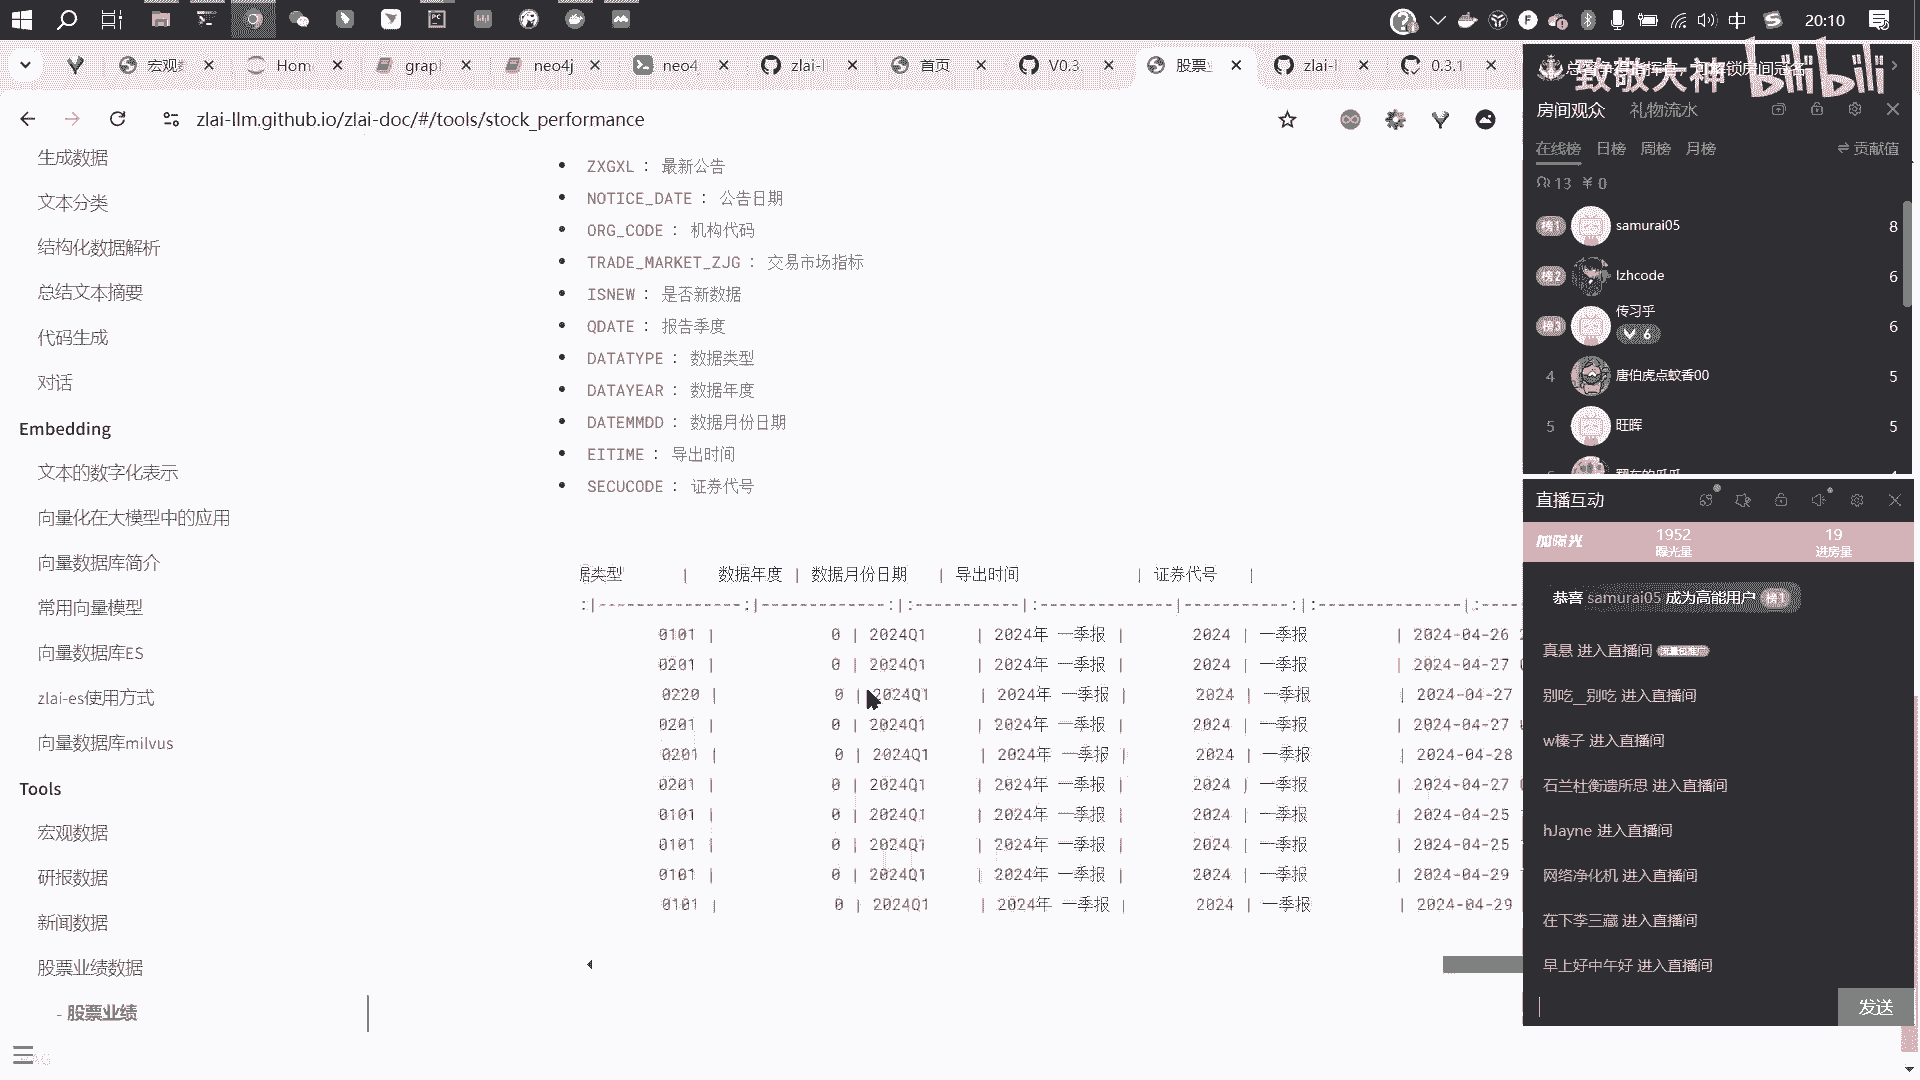 中
20:10
宏观
Hom
grapl
neo4j
neo4
zlai-ll
首页
V0.3.
股票
zlai-l
0.3.1
zlai-llm.github.io/zlai-doc/#/tools/stock_performance
致敬大神 bilibili
生成数据
文本分类
结构化数据解析
总结文本摘要
代码生成
对话
Embedding
文本的数字化表示
向量化在大模型中的应用
向量数据库简介
常用向量模型
向量数据库ES
zlai-es使用方式
向量数据库milvus
Tools
宏观数据
研报数据
新闻数据
股票业绩数据
- 股票业绩
ZXGXL : 最新公告
NOTICE_DATE : 公告日期
ORG_CODE : 机构代码
TRADE_MARKET_ZJG : 交易市场指标
ISNEW : 是否新数据
QDATE : 报告季度
DATATYPE : 数据类型
DATAYEAR : 数据年度
DATEMMDD : 数据月份日期
EITIME : 导出时间
SECUCODE : 证券代号
居类型 | 数据年度 | 数据月份日期 | 导出时间 | 证券代号 |
:|---------------:|-------------:|:-----------|:-------------|------------:|:---------------|:----
0101 | 0 | 2024Q1 | 2024年 一季报 | 2024 | 一季报 | 2024-04-26
0201 | 0 | 2024Q1 | 2024年 一季报 | 2024 | 一季报 | 2024-04-27
0220 | 0 | 2024Q1 | 2024年 一季报 | 2024 | 一季报 | 2024-04-27
0201 | 0 | 2024Q1 | 2024年 一季报 | 2024 | 一季报 | 2024-04-27
0201 | 0 | 2024Q1 | 2024年 一季报 | 2024 | 一季报 | 2024-04-28
0201 | 0 | 2024Q1 | 2024年 一季报 | 2024 | 一季报 | 2024-04-27
0101 | 0 | 2024Q1 | 2024年 一季报 | 2024 | 一季报 | 2024-04-25
0101 | 0 | 2024Q1 | 2024年 一季报 | 2024 | 一季报 | 2024-04-25
0101 | 0 | 2024Q1 | 2024年 一季报 | 2024 | 一季报 | 2024-04-29
0101 | 0 | 2024Q1 | 2024年 一季报 | 2024 | 一季报 | 2024-04-29
房间观众 礼物流水
在线榜 日榜 周榜 月榜 贡献值
13 ¥ 0
榜1 samurai05 8
榜2 lzhcode 6
榜3 传习乎 6
6
4 唐伯虎点蚊香00 5
5 旺晖 5
直播互动
加曝光 1952 19
曝光量 进房量
恭喜 samurai05 成为高能用户 榜1
真悬 进入直播间
别吃__别吃 进入直播间
w榛子 进入直播间
石兰杜衡遗所思 进入直播间
hJayne 进入直播间
网络净化机 进入直播间
在下李三藏 进入直播间
早上好中午好 进入直播间
发送